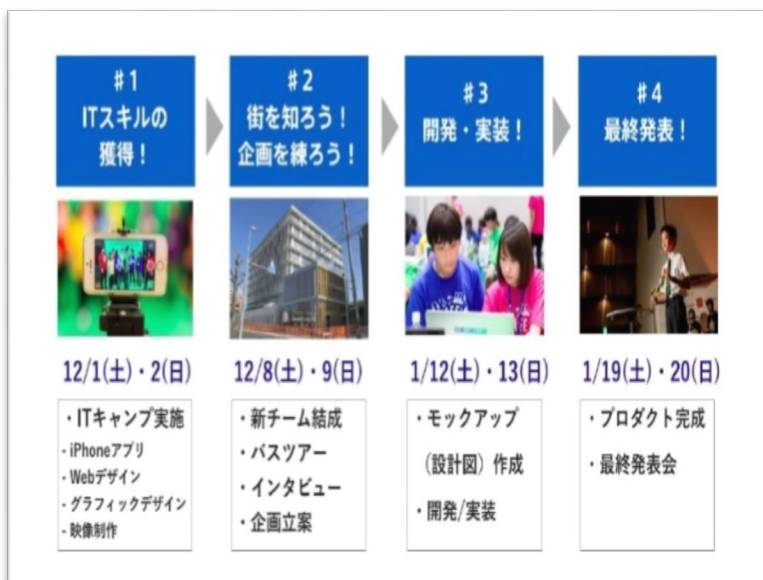 #1
ITスキルの
獲得！
#2
街を知ろう！
企画を練ろう！
#3
開発・実装！
#4
最終発表！
12/1(土)・2(日)
12/8(土)・9(日)
1/12(土)・13(日)
1/19(土)・20(日)
・ITキャンプ実施
- iPhoneアプリ
- Webデザイン
- グラフィックデザイン
- 映像制作
・新チーム結成
・バスツアー
・インタビュー
・企画立案
・モックアップ
（設計図）作成
・開発/実装
・プロダクト完成
・最終発表会